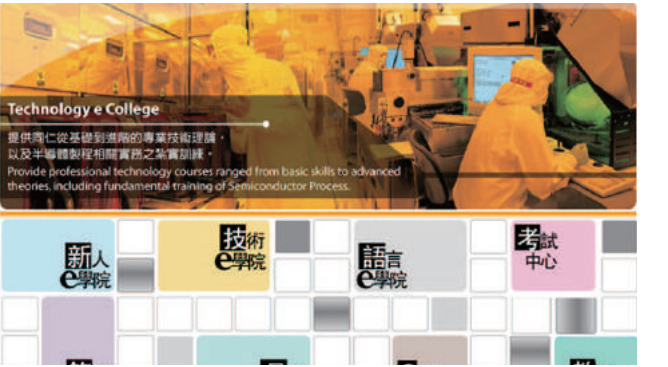 Technology e College
提供同仁從基礎到進階的專業技術理論，
以及半導體製程相關實務之紮實訓練。
Provide professional technology courses ranged from basic skills to advanced
theories, including fundamental training of Semiconductor Process.
新人
e學院
技術
e學院
語言
e學院
考試
中心